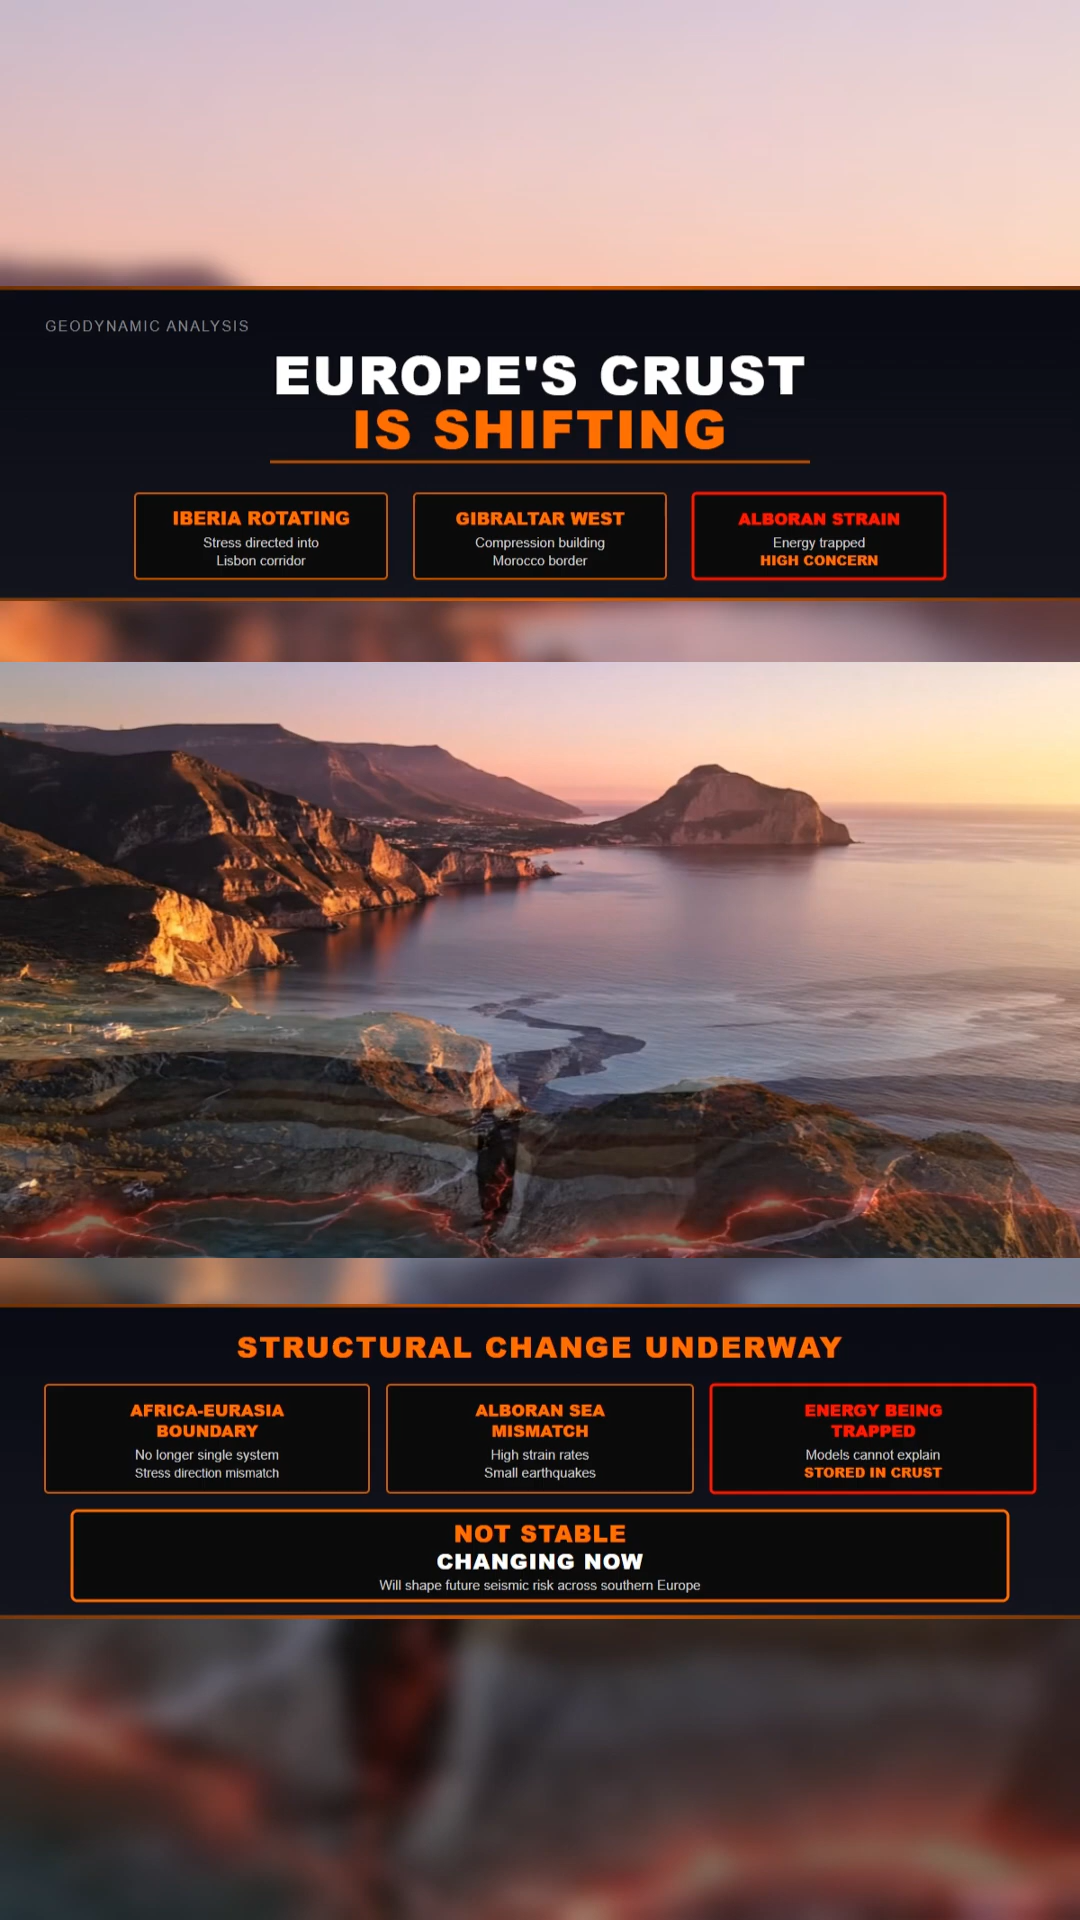 GEODYNAMIC ANALYSIS
EUROPE'S CRUST
IS SHIFTING
IBERIA ROTATING
Stress directed into
Lisbon corridor
GIBRALTAR WEST
Compression building
Morocco border
ALBORAN STRAIN
Energy trapped
HIGH CONCERN
STRUCTURAL CHANGE UNDERWAY
AFRICA-EURASIA
BOUNDARY
No longer single system
Stress direction mismatch
ALBORAN SEA
MISMATCH
High strain rates
Small earthquakes
ENERGY BEING
TRAPPED
Models cannot explain
STORED IN CRUST
NOT STABLE
CHANGING NOW
Will shape future seismic risk across southern Europe